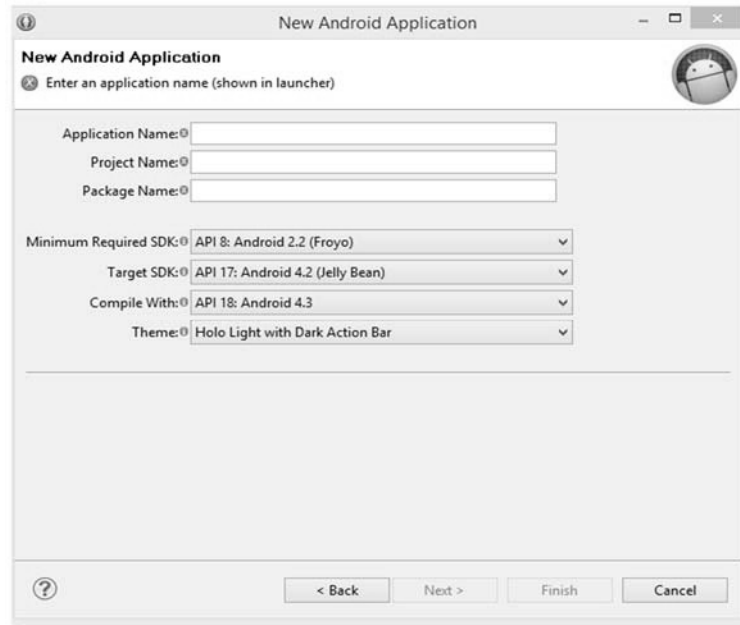 New Android Application
New Android Application
Enter an application name (shown in launcher)
Application Name:
Project Name:
Package Name:
Minimum Required SDK: API 8: Android 2.2 (Froyo)
Target SDK: API 17: Android 4.2 (Jelly Bean)
Compile With: API 18: Android 4.3
Theme: Holo Light with Dark Action Bar
? < Back Next > Finish Cancel